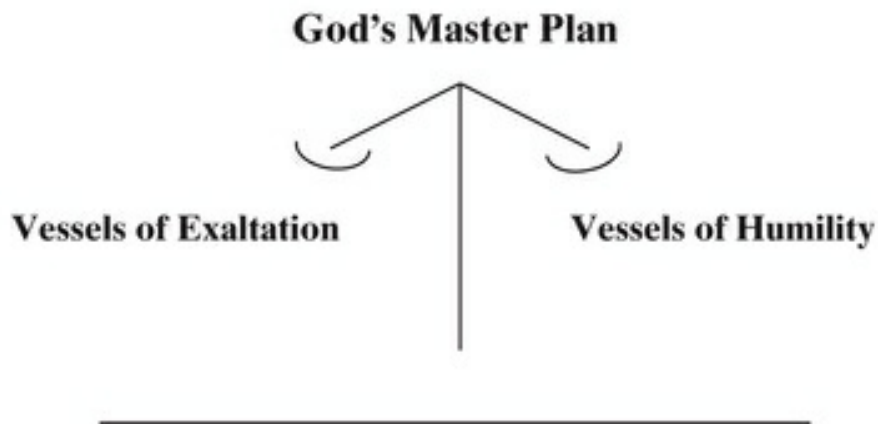 God's Master Plan
Vessels of Exaltation
Vessels of Humility